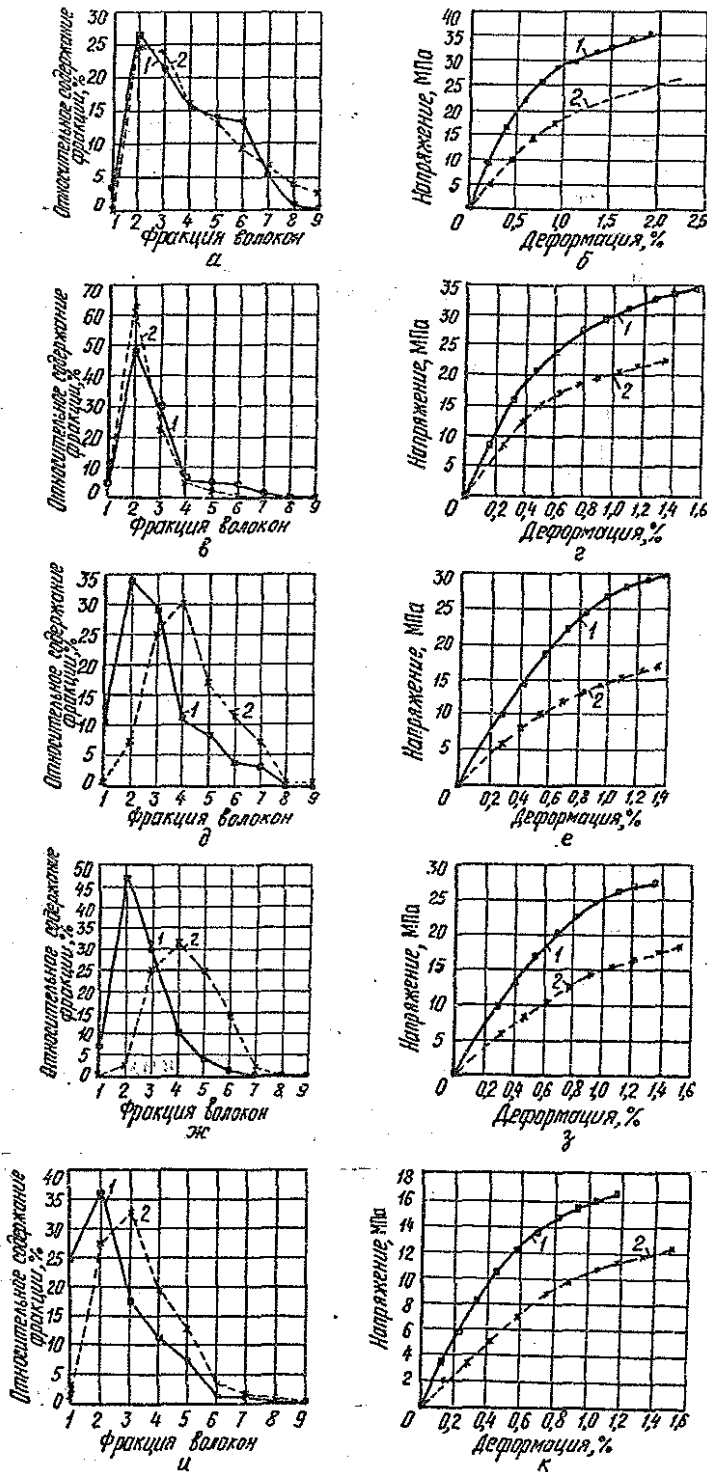 Относительное содержание
фракции, %
30
25
20
15
10
5
0
1 2 3 4 5 6 7 8 9
1
2
Фракция волокон
а
Напряжение, МПа
40
35
30
25
20
15
10
5
0
0,5 1,0 1,5 2,0 2,5
1
2
Деформация, %
б
Относительное содержание
фракции, %
70
60
50
40
30
20
10
0
1 2 3 4 5 6 7 8 9
2
1
Фракция волокон
в
Напряжение, МПа
35
30
25
20
15
10
5
0
0,2 0,4 0,6 0,8 1,0 1,2 1,4 1,6
1
2
Деформация, %
г
Относительное содержание
фракции, %
35
30
25
20
15
10
5
0
1 2 3 4 5 6 7 8 9
1
2
Фракция волокон
д
Напряжение, МПа
30
25
20
15
10
5
0
0,2 0,4 0,6 0,8 1,0 1,2 1,4
1
2
Деформация, %
е
Относительное содержание
фракции, %
50
45
40
35
30
25
20
15
10
5
0
1 2 3 4 5 6 7 8 9
1
2
Фракция волокон
ж
Напряжение, МПа
30
25
20
15
10
5
0
0,2 0,4 0,6 0,8 1,0 1,2 1,4 1,6
1
2
Деформация, %
з
Относительное содержание
фракции, %
40
35
30
25
20
15
10
5
0
1 2 3 4 5 6 7 8 9
1
2
Фракция волокон
и
Напряжение, МПа
18
16
14
12
10
8
6
4
2
0
0,2 0,4 0,6 0,8 1,0 1,2 1,4 1,6
1
2
Деформация, %
к